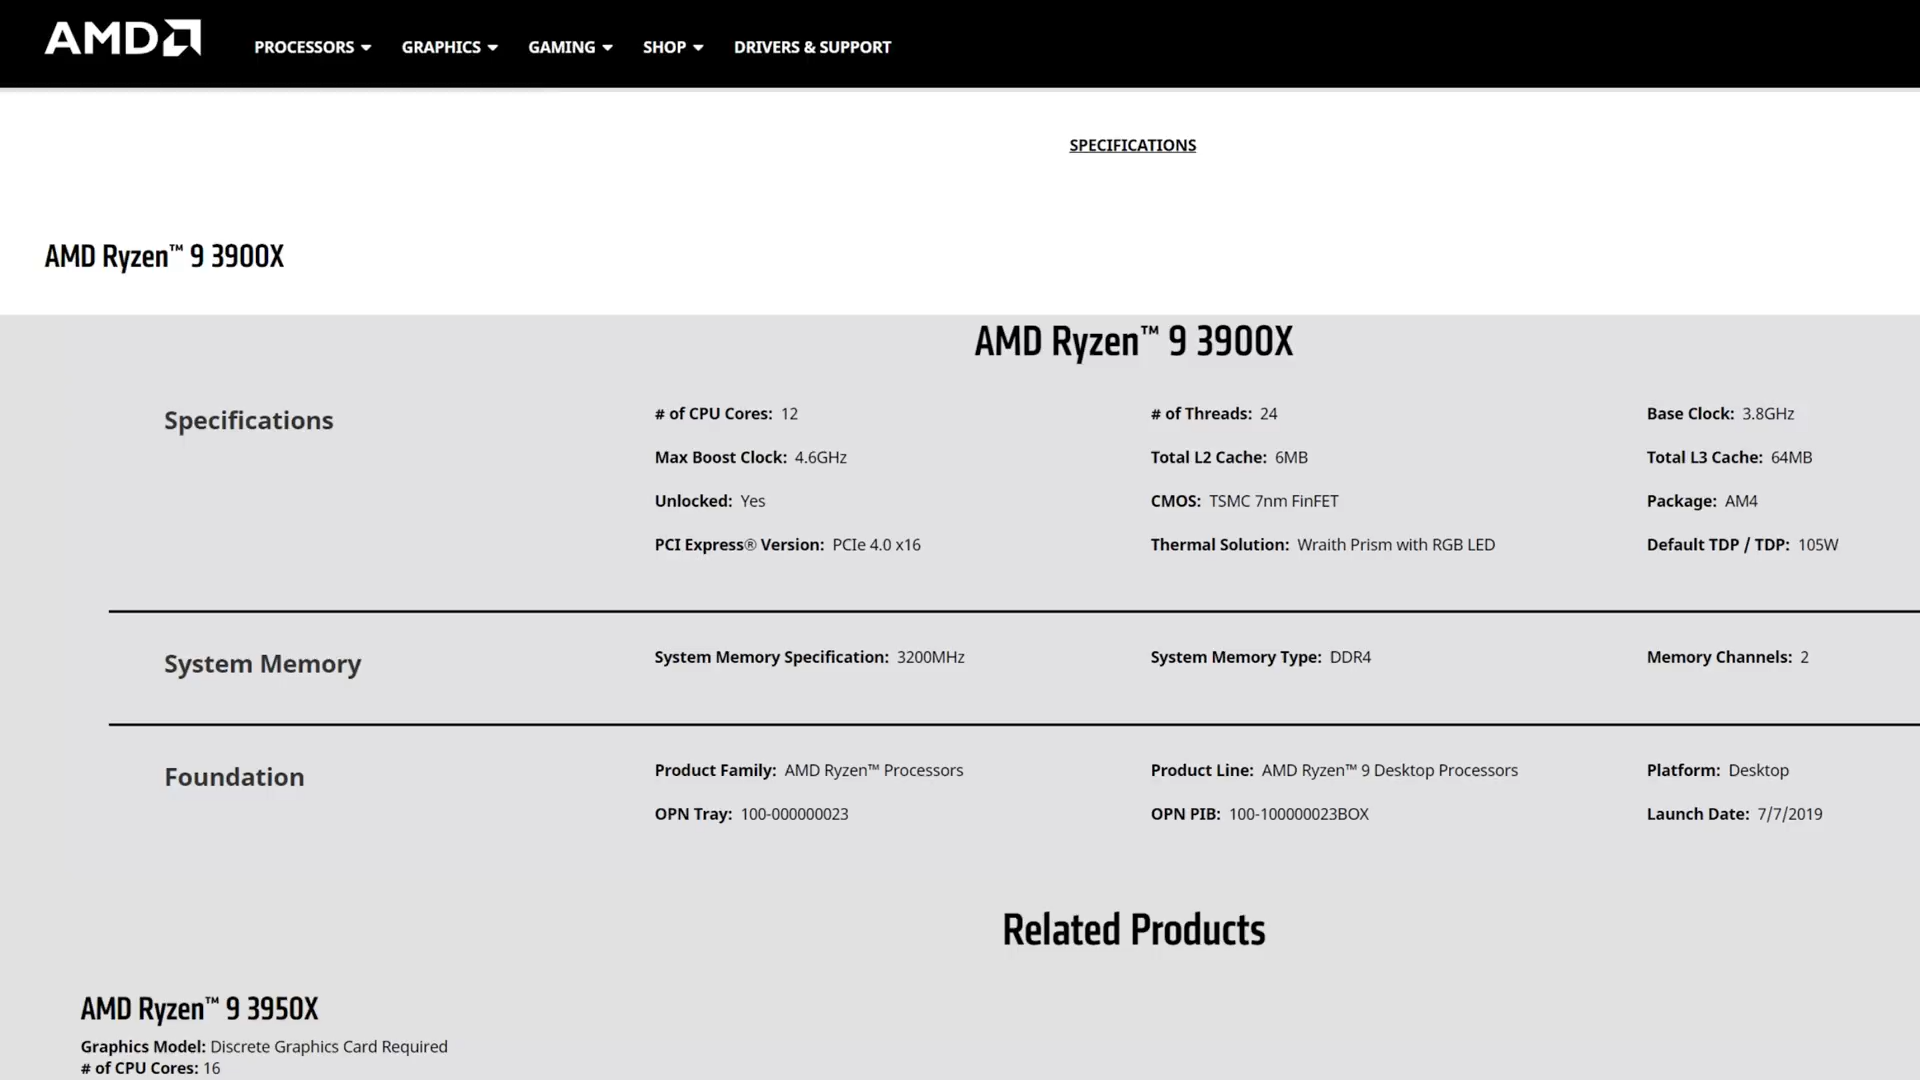 AMD
PROCESSORS GRAPHICS GAMING SHOP DRIVERS & SUPPORT
SPECIFICATIONS
AMD Ryzen™ 9 3900X
AMD Ryzen™ 9 3900X
Specifications
# of CPU Cores: 12 # of Threads: 24 Base Clock: 3.8GHz
Max Boost Clock: 4.6GHz Total L2 Cache: 6MB Total L3 Cache: 64MB
Unlocked: Yes CMOS: TSMC 7nm FinFET Package: AM4
PCI Express® Version: PCIe 4.0 x16 Thermal Solution: Wraith Prism with RGB LED Default TDP / TDP: 105W
System Memory
System Memory Specification: 3200MHz System Memory Type: DDR4 Memory Channels: 2
Foundation
Product Family: AMD Ryzen™ Processors Product Line: AMD Ryzen™ 9 Desktop Processors Platform: Desktop
OPN Tray: 100-000000023 OPN PIB: 100-100000023BOX Launch Date: 7/7/2019
Related Products
AMD Ryzen™ 9 3950X
Graphics Model: Discrete Graphics Card Required
# of CPU Cores: 16